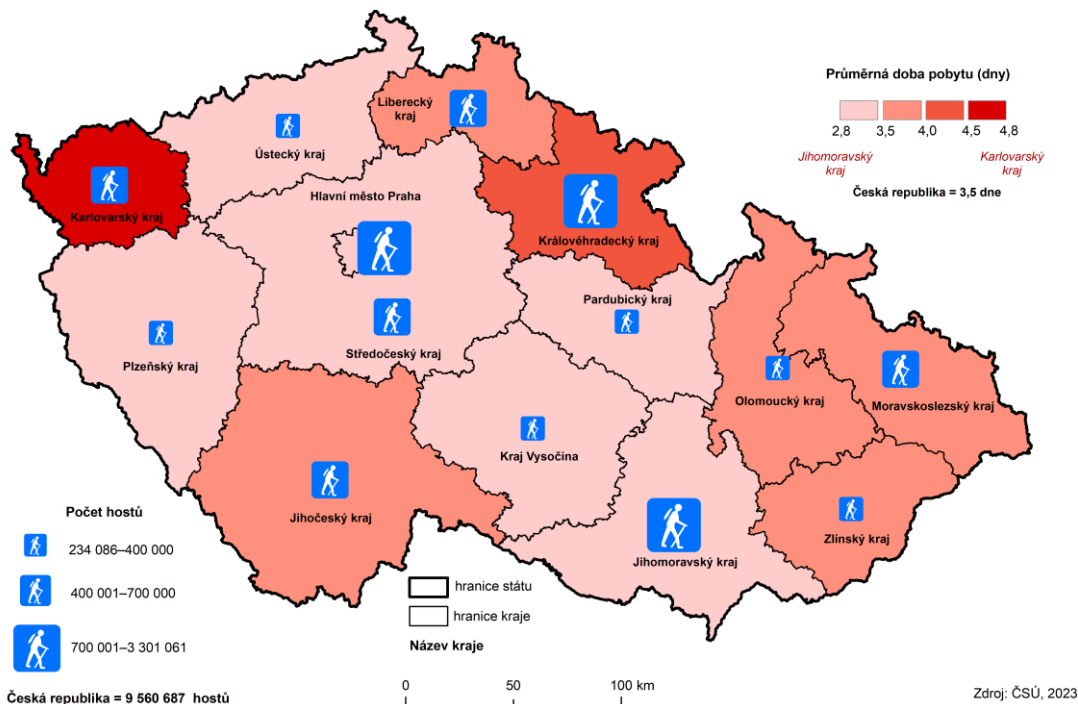 Průměrná doba pobytu (dny)
2,8 3,5 4,0 4,5 4,8
Jihomoravský
kraj
Karlovarský
kraj
Česká republika = 3,5 dne
Liberecký
kraj
Ústecký kraj
Hlavní město Praha
Karlovarský kraj
Královéhradecký kraj
Pardubický kraj
Středočeský kraj
Plzeňský kraj
Olomoucký kraj
Moravskoslezský kraj
Kraj Vysočina
Jihočeský kraj
Zlínský kraj
Jihomoravský kraj
Počet hostů
234 086–400 000
400 001–700 000
700 001–3 301 061
Česká republika = 9 560 687 hostů
hranice státu
hranice kraje
Název kraje
0 50 100 km
Zdroj: ČSÚ, 2023